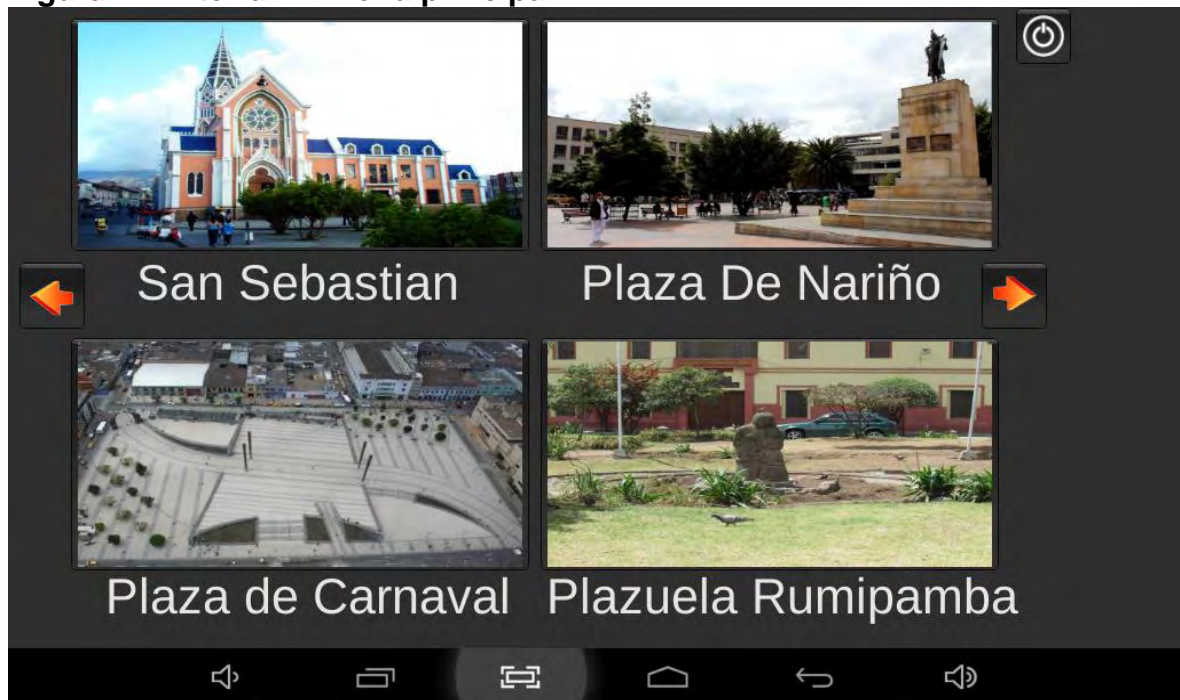 San Sebastian
Plaza De Nariño
Plaza de Carnaval
Plazuela Rumipamba